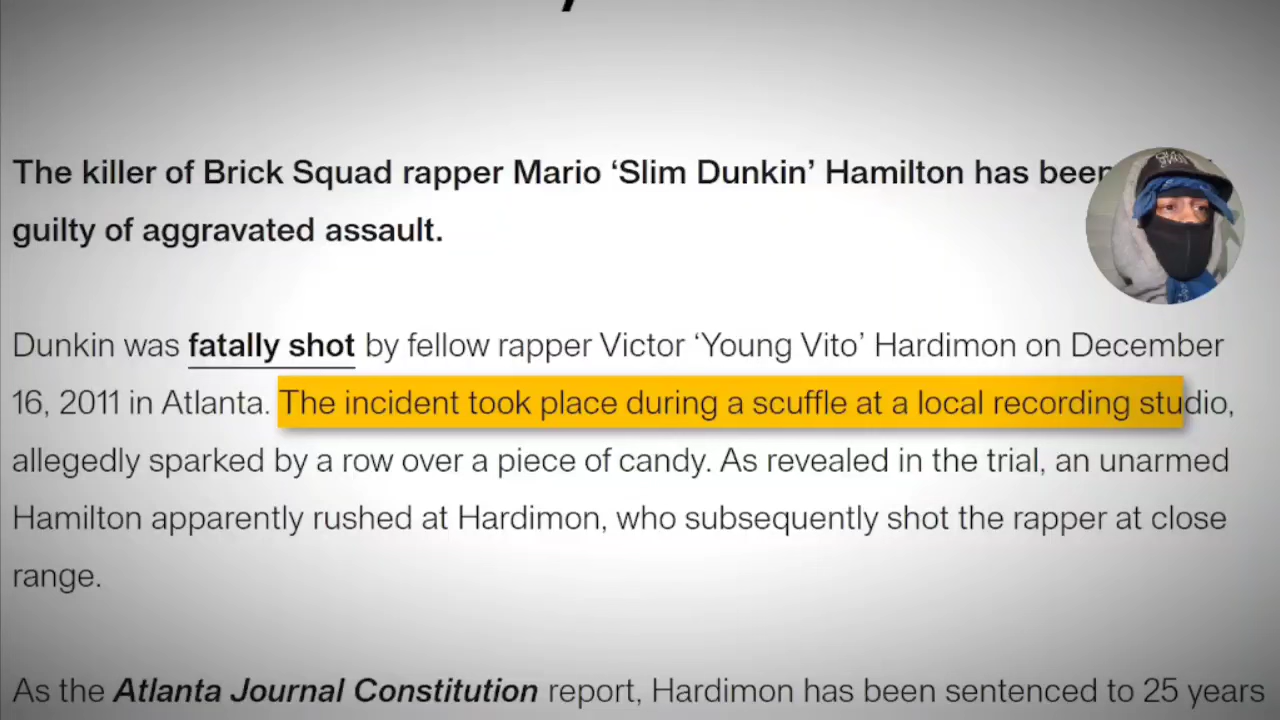 The killer of Brick Squad rapper Mario ‘Slim Dunkin’ Hamilton has been
guilty of aggravated assault.
Dunkin was fatally shot by fellow rapper Victor ‘Young Vito’ Hardimon on December
16, 2011 in Atlanta. The incident took place during a scuffle at a local recording studio,
allegedly sparked by a row over a piece of candy. As revealed in the trial, an unarmed
Hamilton apparently rushed at Hardimon, who subsequently shot the rapper at close
range.
As the Atlanta Journal Constitution report, Hardimon has been sentenced to 25 years